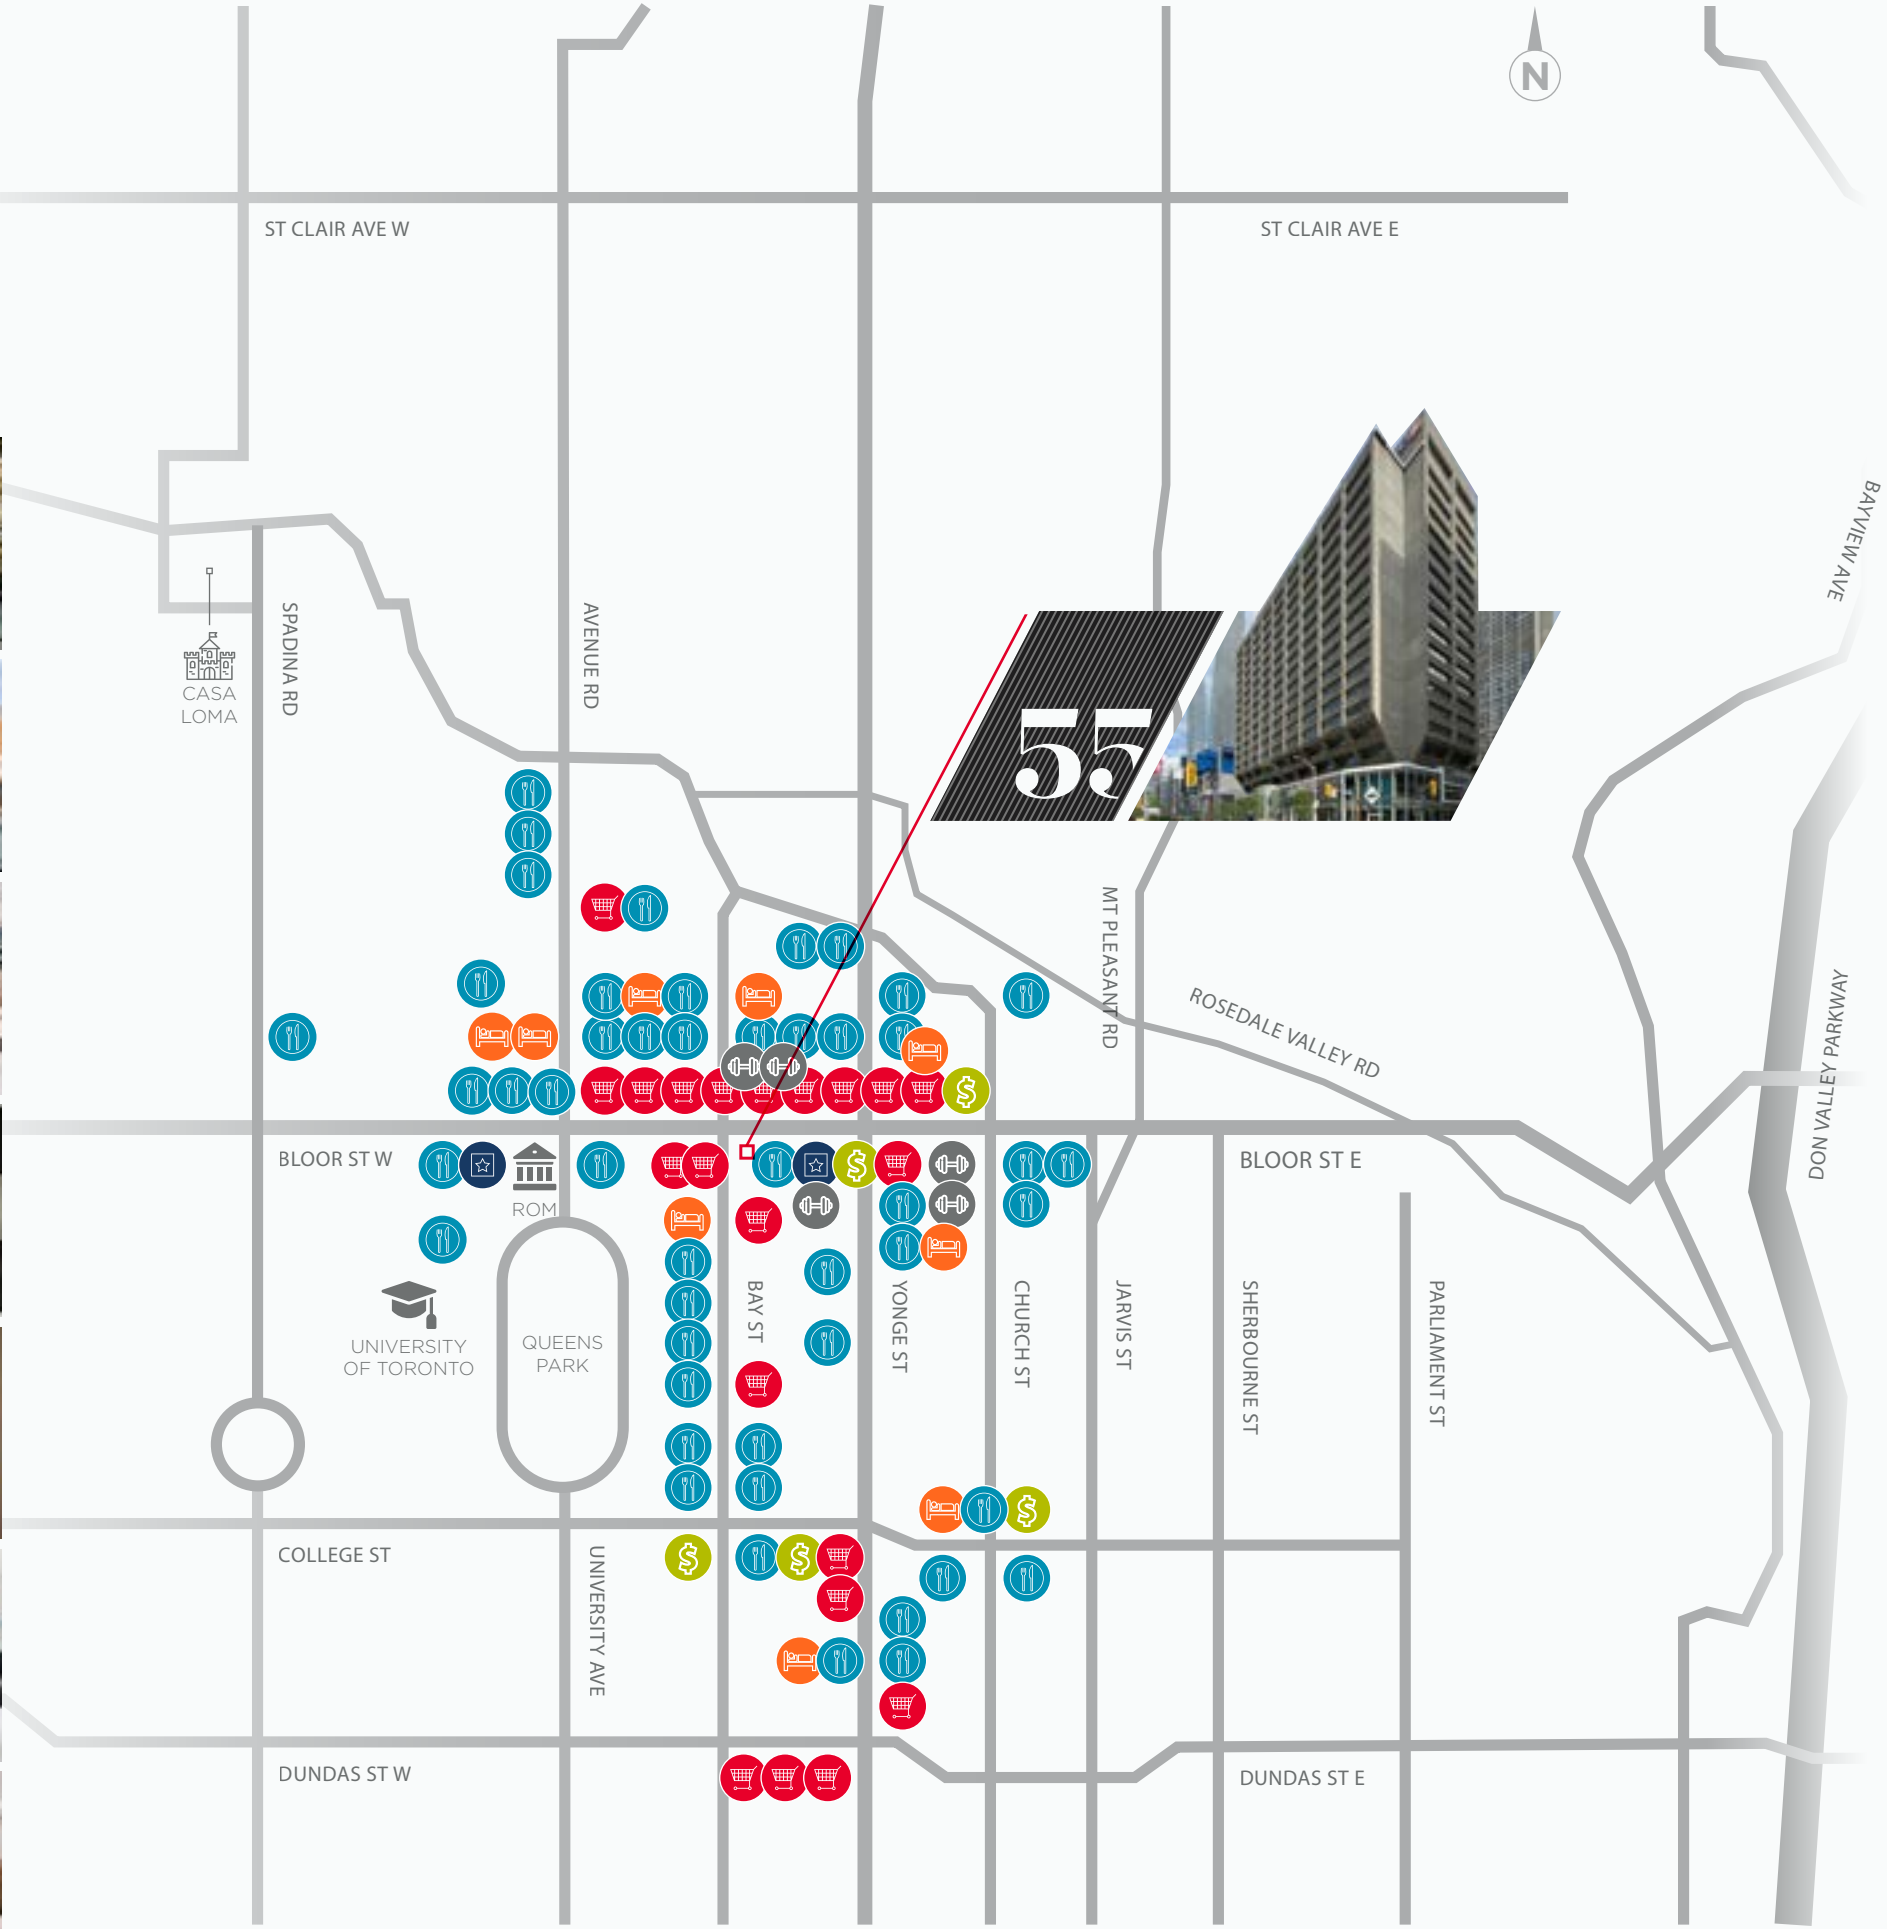 N
ST CLAIR AVE W
ST CLAIR AVE E
BAYVIEW AVE
SPADINA RD
AVENUE RD
CASA
LOMA
55
MT PLEASANT RD
ROSEDALE VALLEY RD
DON VALLEY PARKWAY
BLOOR ST W
BLOOR ST E
ROM
UNIVERSITY
OF TORONTO
QUEENS
PARK
BAY ST
YONGE ST
CHURCH ST
JARVIS ST
SHERBOURNE ST
PARLIAMENT ST
COLLEGE ST
UNIVERSITY AVE
DUNDAS ST W
DUNDAS ST E